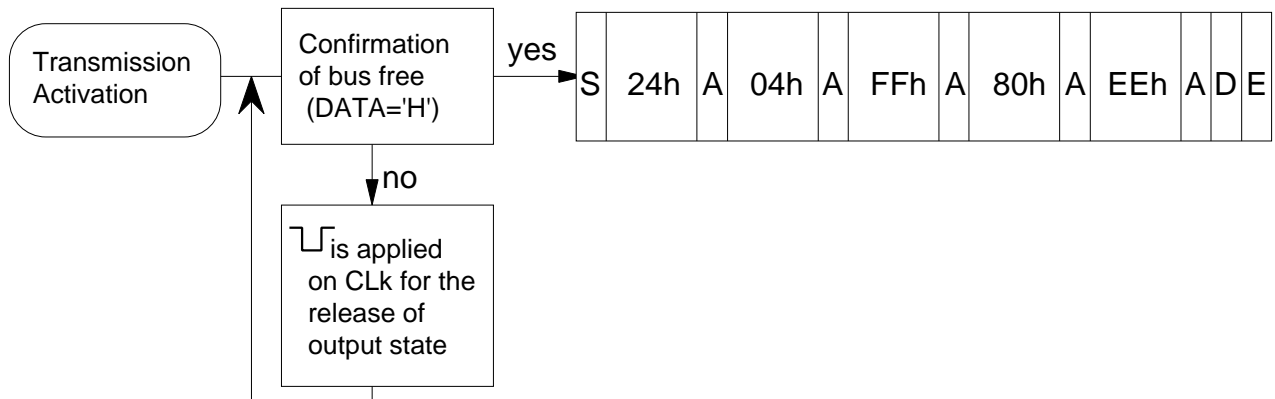 Transmission
Activation
Confirmation
of bus free
(DATA='H')
yes
S 24h A 04h A FFh A 80h A EEh A D E
no
is applied
on CLk for the
release of
output state